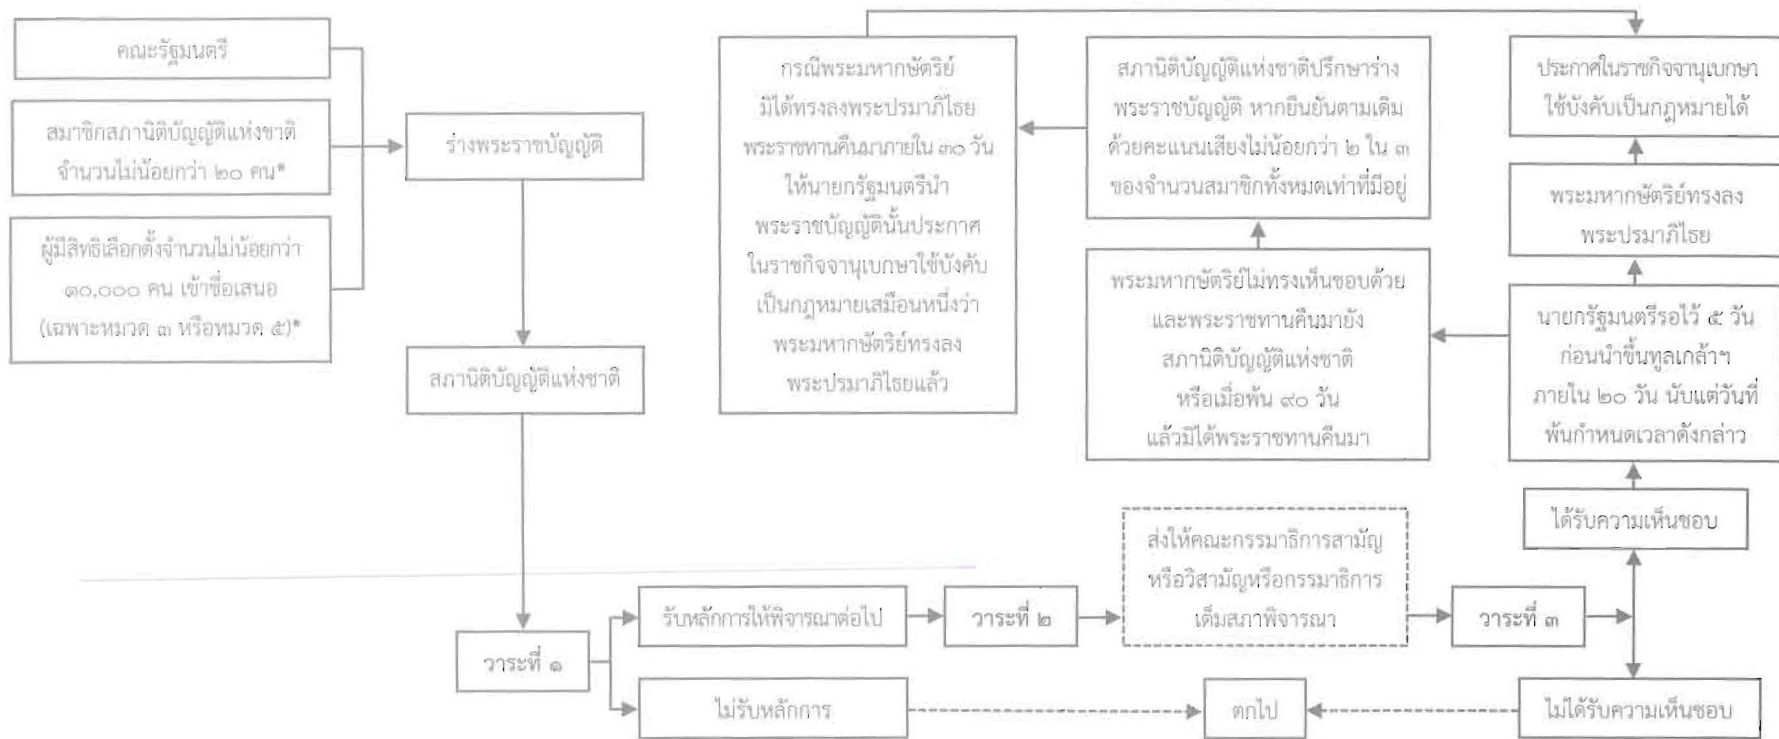 คณะรัฐมนตรี
สมาชิกสภานิติบัญญัติแห่งชาติ
จำนวนไม่น้อยกว่า ๒๐ คน*
ผู้มีสิทธิเลือกตั้งจำนวนไม่น้อยกว่า
๑๐,๐๐๐ คน เข้าชื่อเสนอ
(เฉพาะหมวด ๓ หรือหมวด ๕)*
ร่างพระราชบัญญัติ
สภานิติบัญญัติแห่งชาติ
วาระที่ ๑
รับหลักการให้พิจารณาต่อไป
ไม่รับหลักการ
วาระที่ ๒
ส่งให้คณะกรรมาธิการสามัญ
หรือวิสามัญหรือกรรมาธิการ
เต็มสภาพิจารณา
วาระที่ ๓
ตกไป
ได้รับความเห็นชอบ
ไม่ได้รับความเห็นชอบ
นายกรัฐมนตรีรอไว้ ๕ วัน
ก่อนนำขึ้นทูลเกล้าฯ
ภายใน ๒๐ วัน นับแต่วันที่
พ้นกำหนดเวลาดังกล่าว
พระมหากษัตริย์ทรงลง
พระปรมาภิไธย
ประกาศในราชกิจจานุเบกษา
ใช้บังคับเป็นกฎหมายได้
พระมหากษัตริย์ไม่ทรงเห็นชอบด้วย
และพระราชทานคืนมายัง
สภานิติบัญญัติแห่งชาติ
หรือเมื่อพ้น ๙๐ วัน
แล้วมิได้พระราชทานคืนมา
สภานิติบัญญัติแห่งชาติปรึกษาร่าง
พระราชบัญญัติ หากยืนยันตามเดิม
ด้วยคะแนนเสียงไม่น้อยกว่า ๒ ใน ๓
ของจำนวนสมาชิกทั้งหมดเท่าที่มีอยู่
กรณีพระมหากษัตริย์
มิได้ทรงลงพระปรมาภิไธย
พระราชทานคืนมาภายใน ๓๐ วัน
ให้นายกรัฐมนตรีนำ
พระราชบัญญัตินั้นประกาศ
ในราชกิจจานุเบกษาใช้บังคับ
เป็นกฎหมายเสมือนหนึ่งว่า
พระมหากษัตริย์ทรงลง
พระปรมาภิไธยแล้ว